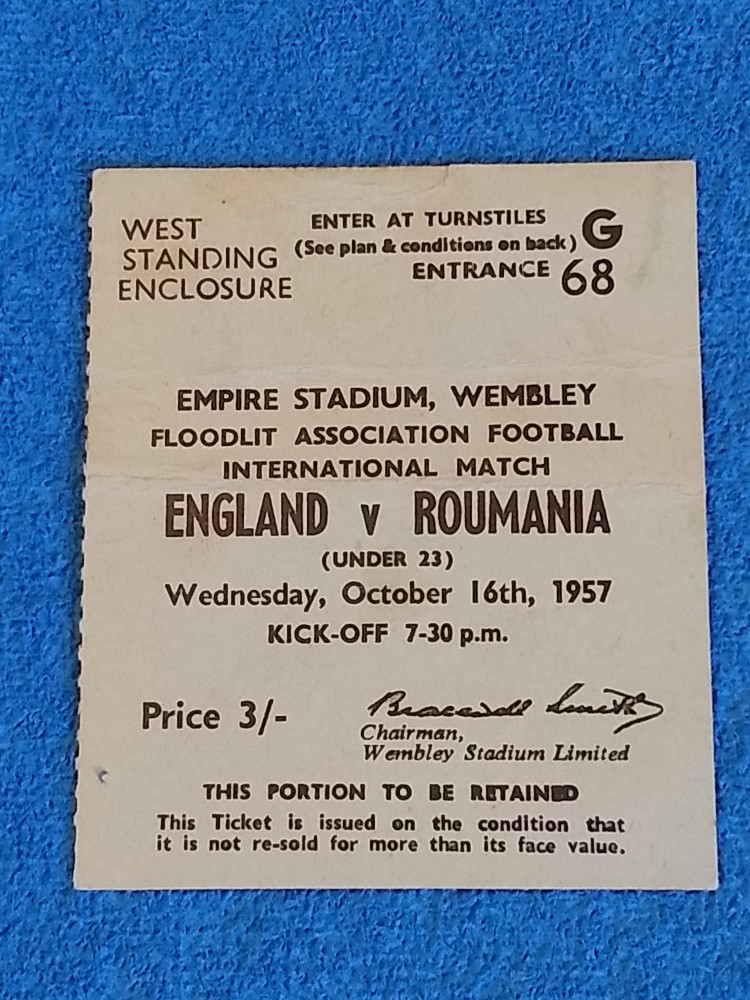 WEST
STANDING
ENCLOSURE
ENTER AT TURNSTILES G
(See plan & conditions on back)
ENTRANCE 68
EMPIRE STADIUM, WEMBLEY
FLOODLIT ASSOCIATION FOOTBALL
INTERNATIONAL MATCH
ENGLAND v ROUMANIA
(UNDER 23)
Wednesday, October 16th, 1957
KICK-OFF 7-30 p.m.
Price 3/-
Bracewell Smith
Chairman,
Wembley Stadium Limited
THIS PORTION TO BE RETAINED
This Ticket is issued on the condition that
it is not re-sold for more than its face value.